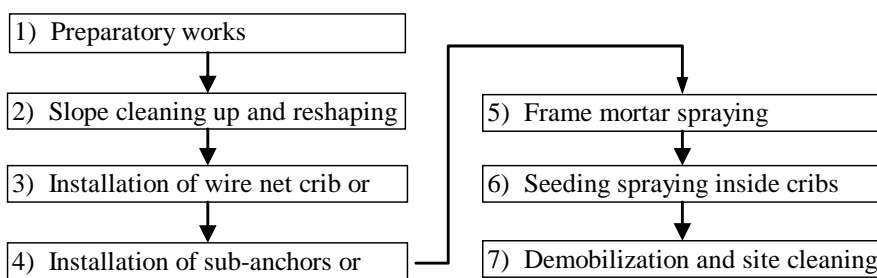 1) Preparatory works
2) Slope cleaning up and reshaping
3) Installation of wire net crib or
4) Installation of sub-anchors or
5) Frame mortar spraying
6) Seeding spraying inside cribs
7) Demobilization and site cleaning